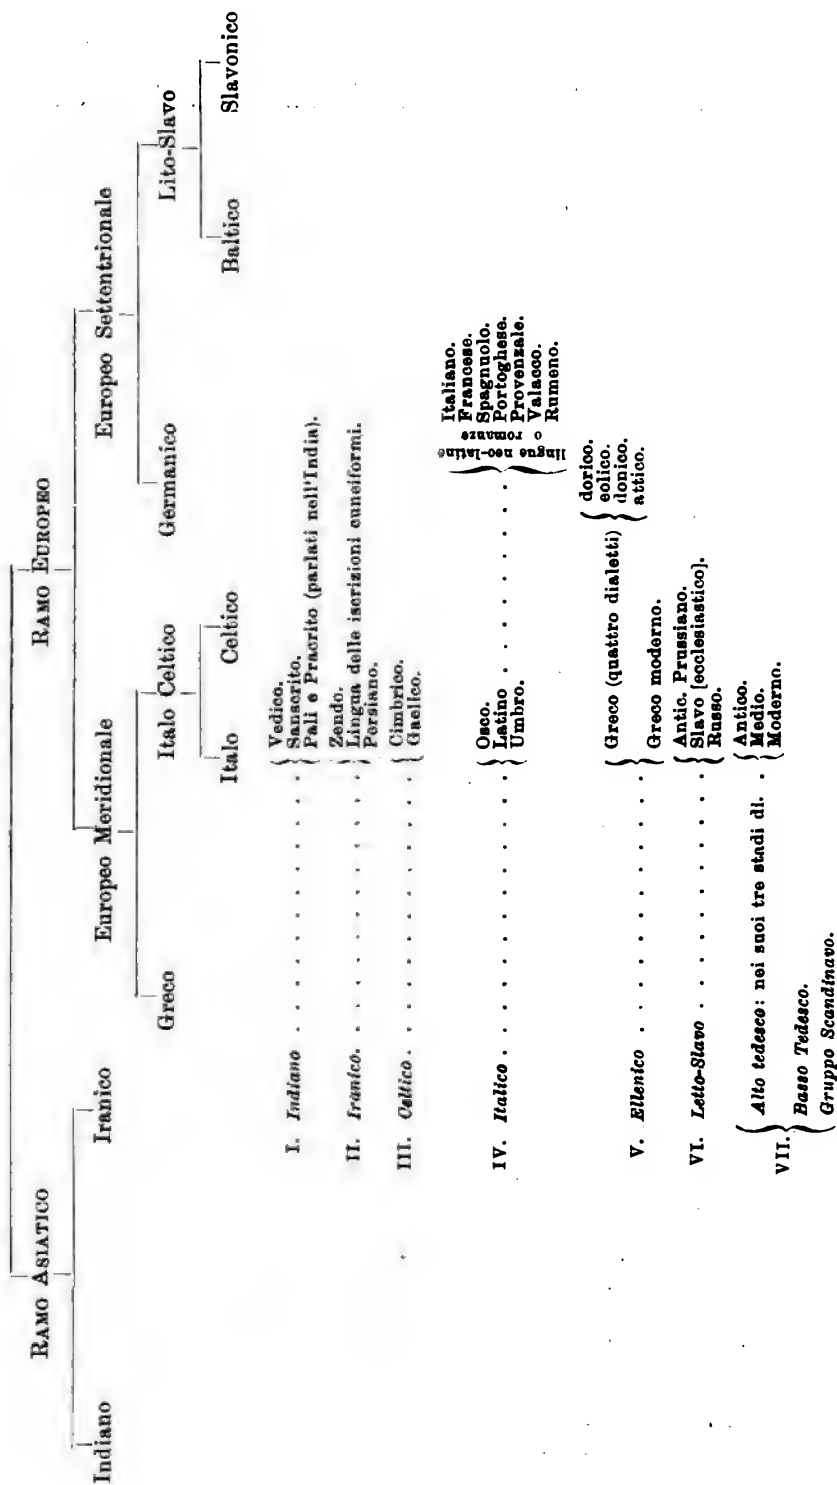 RAMO ASIATICO RAMO EUROPEO
Indiano Iranico Europeo Meridionale Europeo Settentrionale
Greco Italo Celtico Germanico Lito-Slavo
Italo Celtico Baltico Slavonico
I. Indiano . . . . . . . . . . .
Vedico.
Sanscrito.
Pali e Pracrito (parlati nell'India).
II. Iranico. . . . . . . . . . .
Zendo.
Lingua delle iscrizioni cuneiformi.
Persiano.
III. Celtico . . . . . . . . . . .
Cimbrico.
Gaelico.
IV. Italico . . . . . . . . . . .
Osco.
Latino . . . . . . . . .
Umbro.
lingue neo-latine
o romanze
Italiano.
Francese.
Spagnuolo.
Portoghese.
Provenzale.
Valacco.
Rumeno.
V. Ellenico . . . . . . . . . .
Greco (quattro dialetti)
dorico.
eolico.
donico.
attico.
Greco moderno.
VI. Letto-Slavo . . . . . . . .
Antic. Prussiano.
Slavo [ecclesiastico].
Russo.
VII.
Alto tedesco: nei suoi tre stadi di. .
Antico.
Medio.
Moderno.
Basso Tedesco.
Gruppo Scandinavo.